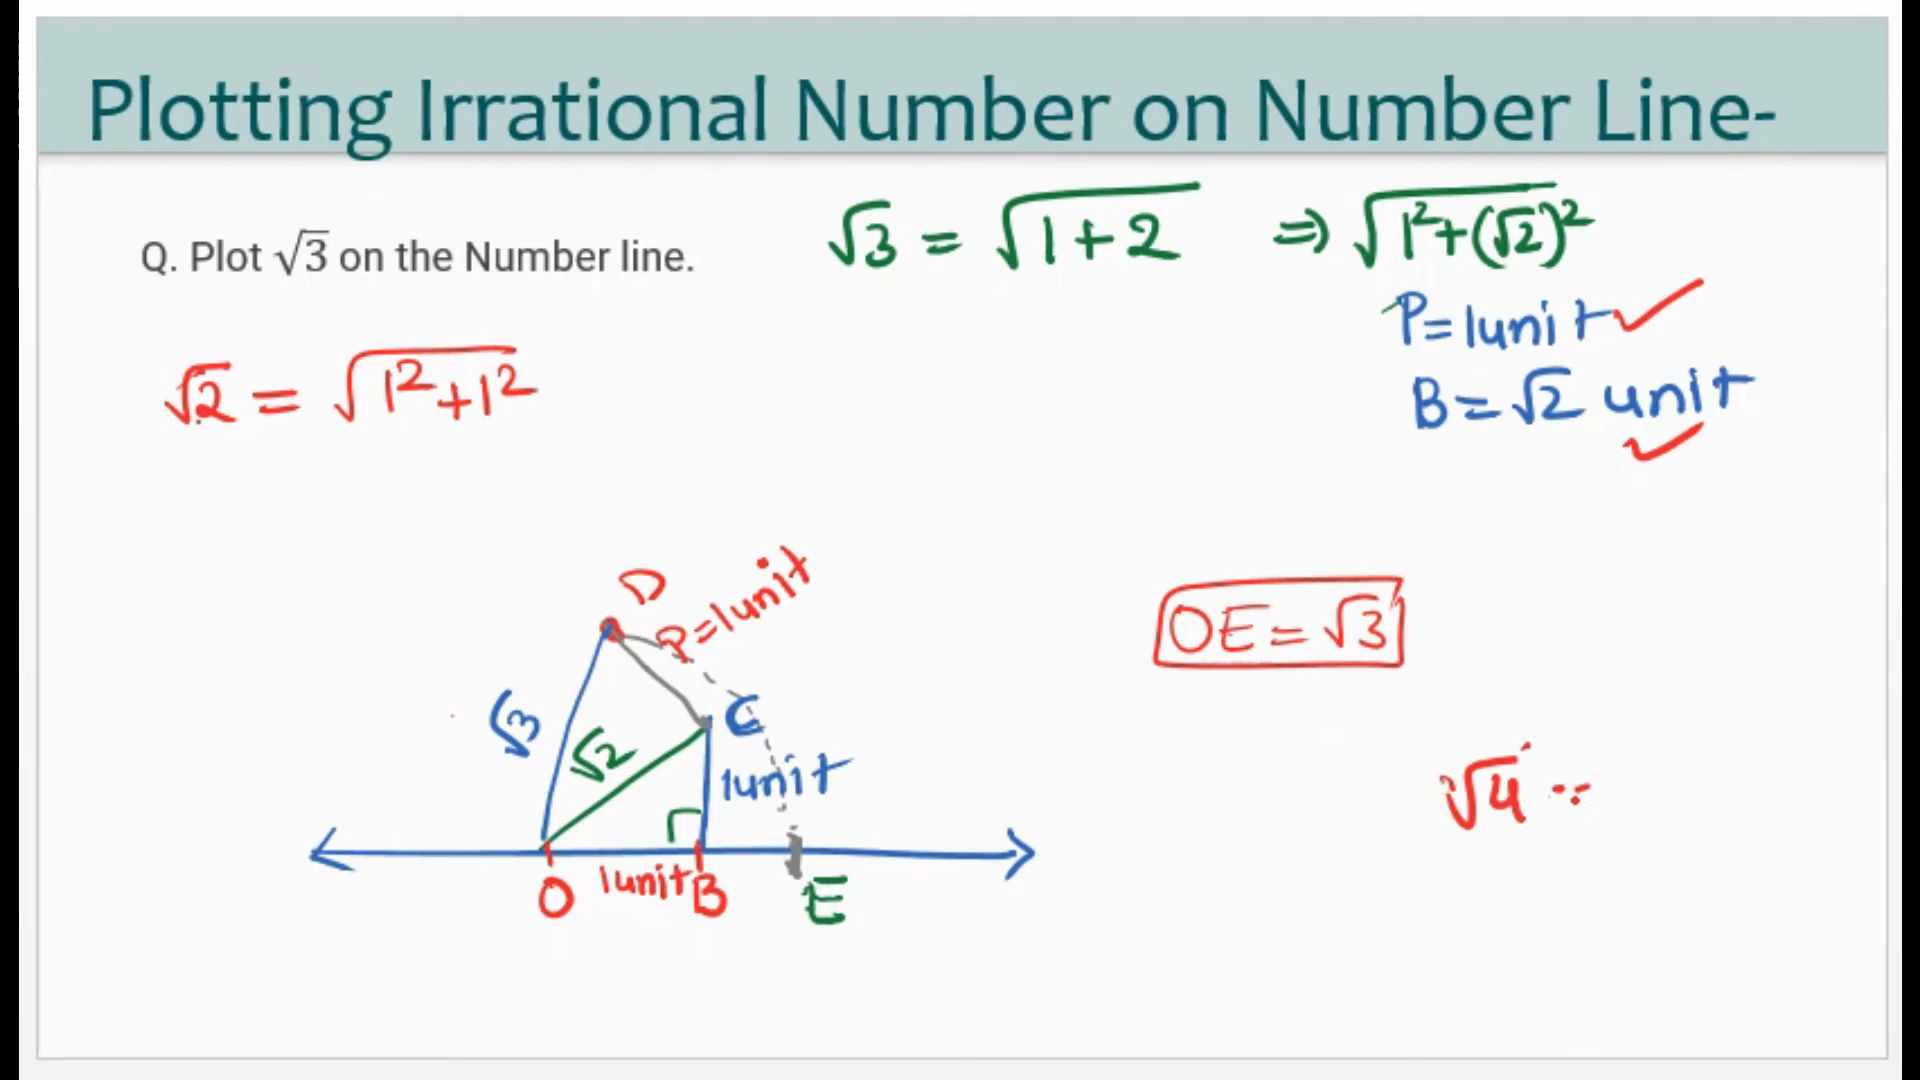 Plotting Irrational Number on Number Line-
√3 = √1+2 ⇒ √1²+(√2)²
Q. Plot √3 on the Number line.
P=1unit
√2 = √1²+1²
B=√2 unit
D
P=1unit
OE=√3
√3
√2
C
1unit
√4
O
1unit
B
E